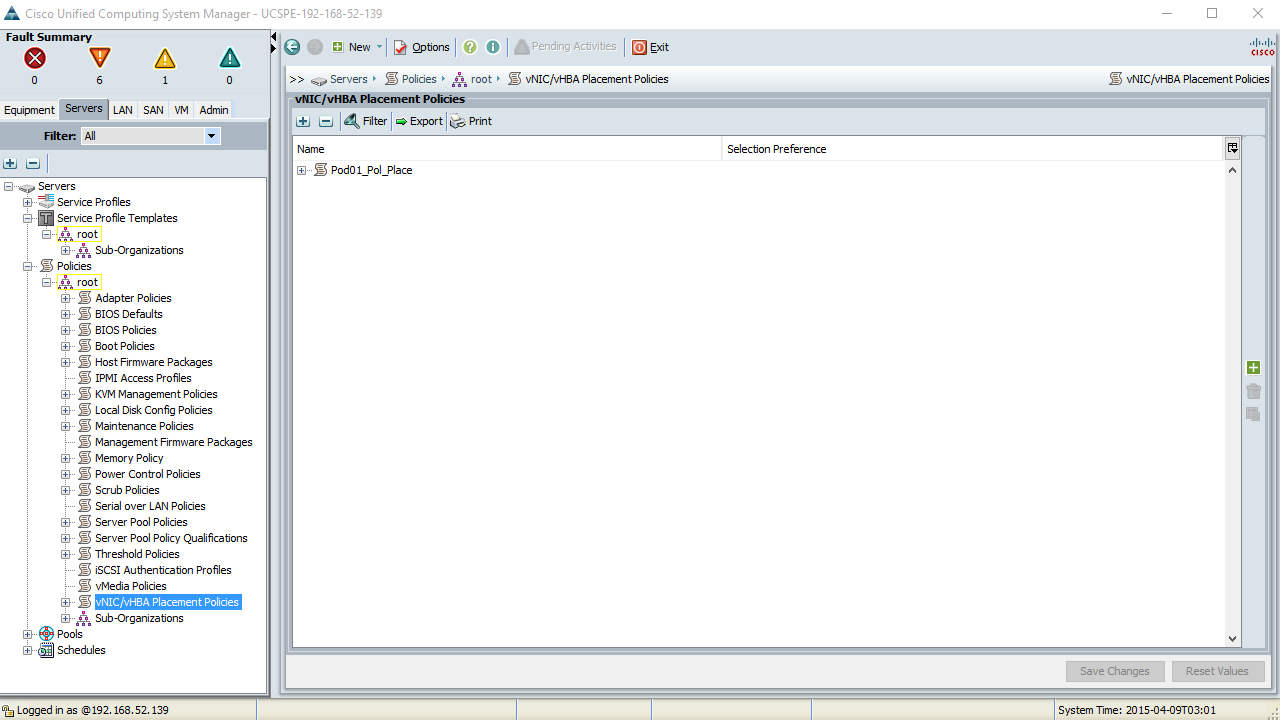 Cisco Unified Computing System Manager - UCSPE-192-168-52-139
Fault Summary
0 6 1 0
Equipment Servers LAN SAN VM Admin
Filter: All
Servers
Service Profiles
Service Profile Templates
root
Sub-Organizations
Policies
root
Adapter Policies
BIOS Defaults
BIOS Policies
Boot Policies
Host Firmware Packages
IPMI Access Profiles
KVM Management Policies
Local Disk Config Policies
Maintenance Policies
Management Firmware Packages
Memory Policy
Power Control Policies
Scrub Policies
Serial over LAN Policies
Server Pool Policies
Server Pool Policy Qualifications
Threshold Policies
iSCSI Authentication Profiles
vMedia Policies
vNIC/vHBA Placement Policies
Sub-Organizations
Pools
Schedules
New Options Pending Activities Exit
CISCO
>> Servers Policies root vNIC/vHBA Placement Policies vNIC/vHBA Placement Policies
vNIC/vHBA Placement Policies
Filter Export Print
Name Selection Preference
Pod01_Pol_Place
Save Changes Reset Values
Logged in as @192.168.52.139 System Time: 2015-04-09T03:01